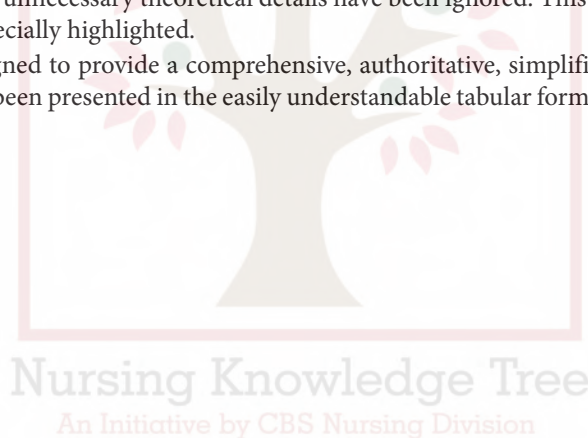 unnecessary theoretical details have been ignored. This
ecially highlighted.
gned to provide a comprehensive, authoritative, simplifi
been presented in the easily understandable tabular form
Nursing Knowledge Tree
An Initiative by CBS Nursing Division